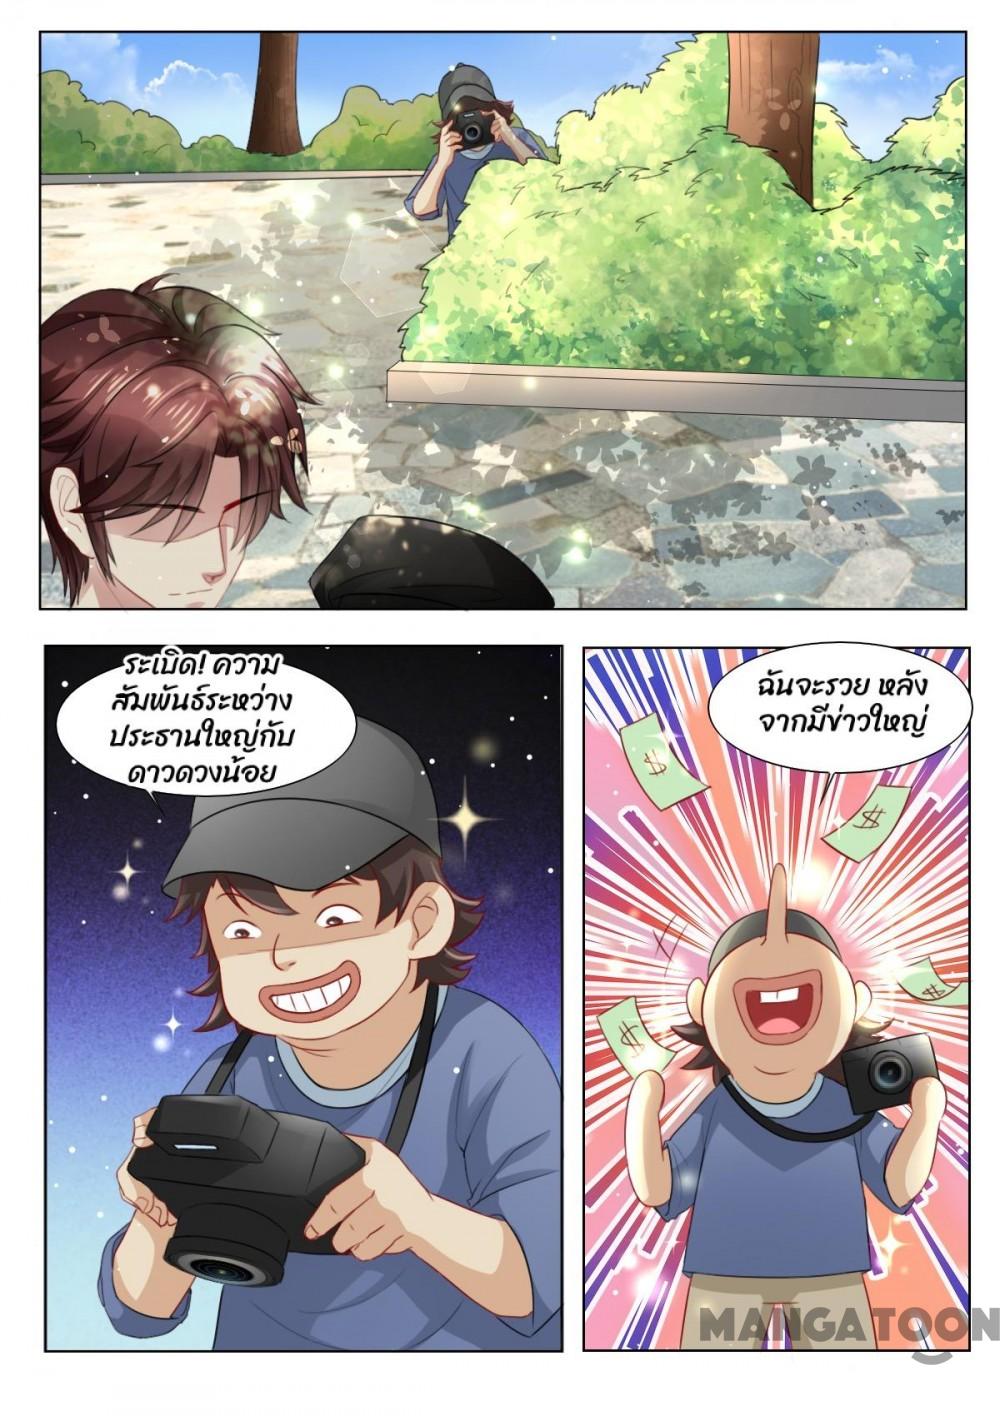 ระเบิด! ความ
สัมพันธ์ระหว่าง
ประธานใหญ่กับ
ดาวดวงน้อย
ฉันจะรวย หลัง
จากมีข่าวใหญ่
$
$
$
$
MANGATOON